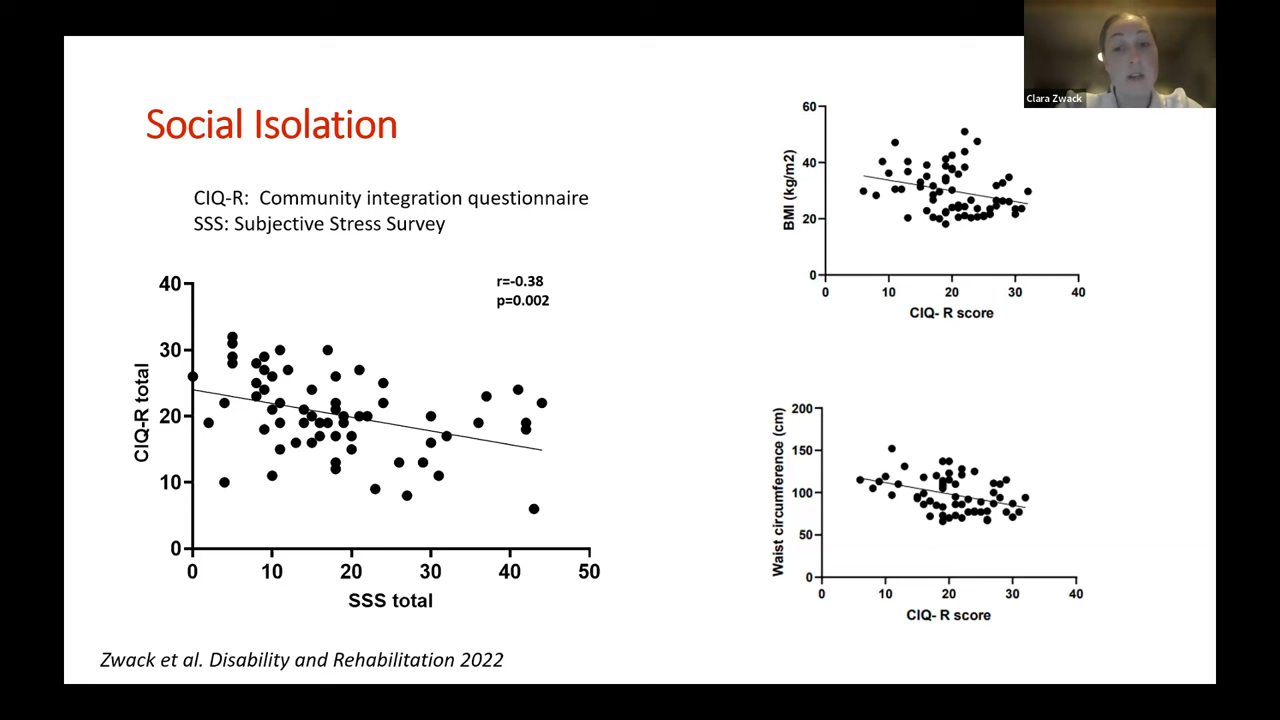 Clara Zwack
Social Isolation
CIQ-R: Community integration questionnaire
SSS: Subjective Stress Survey
r=-0.38
p=0.002
CIQ-R total
40
30
20
10
0
0 10 20 30 40 50
SSS total
BMI (kg/m2)
60
40
20
0
0 10 20 30 40
CIQ- R score
Waist circumference (cm)
200
150
100
50
0
0 10 20 30 40
CIQ- R score
Zwack et al. Disability and Rehabilitation 2022